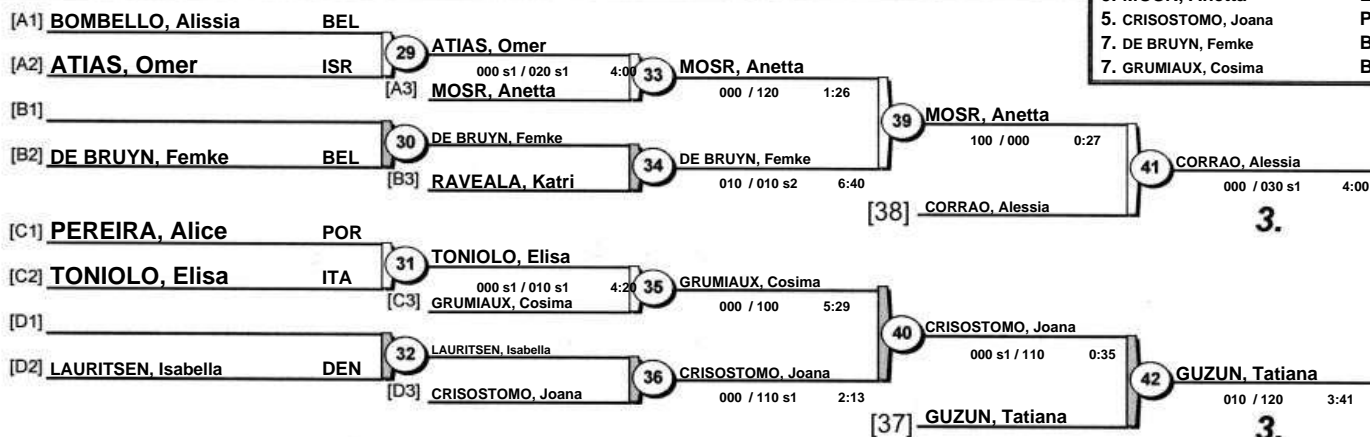 [A1] BOMBELLO, Alissia BEL
[A2] ATIAS, Omer ISR
29
ATIAS, Omer
000 s1 / 020 s1 4:00
[A3] MOSR, Anetta
33
MOSR, Anetta
000 / 120 1:26
[B1]
[B2] DE BRUYN, Femke BEL
30
DE BRUYN, Femke
[B3] RAVEALA, Katri
34
DE BRUYN, Femke
010 / 010 s2 6:40
39
MOSR, Anetta
100 / 000 0:27
[38] CORRAO, Alessia
41
CORRAO, Alessia
000 / 030 s1 4:00
3.
[C1] PEREIRA, Alice POR
[C2] TONIOLO, Elisa ITA
31
TONIOLO, Elisa
000 s1 / 010 s1 4:20
[C3] GRUMIAUX, Cosima
35
GRUMIAUX, Cosima
000 / 100 5:29
[D1]
[D2] LAURITSEN, Isabella DEN
32
LAURITSEN, Isabella
[D3] CRISOSTOMO, Joana
36
CRISOSTOMO, Joana
000 / 110 s1 2:13
40
CRISOSTOMO, Joana
000 s1 / 110 0:35
[37] GUZUN, Tatiana
42
GUZUN, Tatiana
010 / 120 3:41
3.
5. CRISOSTOMO, Joana P
7. DE BRUYN, Femke B
7. GRUMIAUX, Cosima B